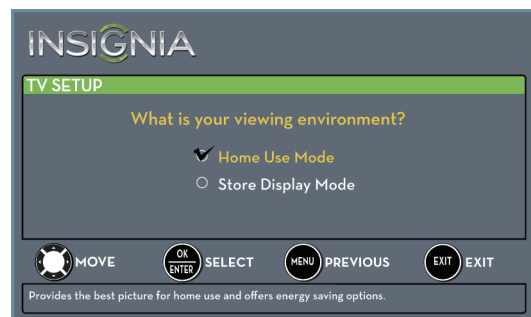 INSIGNIA
TV SETUP
What is your viewing environment?
Home Use Mode
Store Display Mode
MOVE OK ENTER SELECT MENU PREVIOUS EXIT EXIT
Provides the best picture for home use and offers energy saving options.